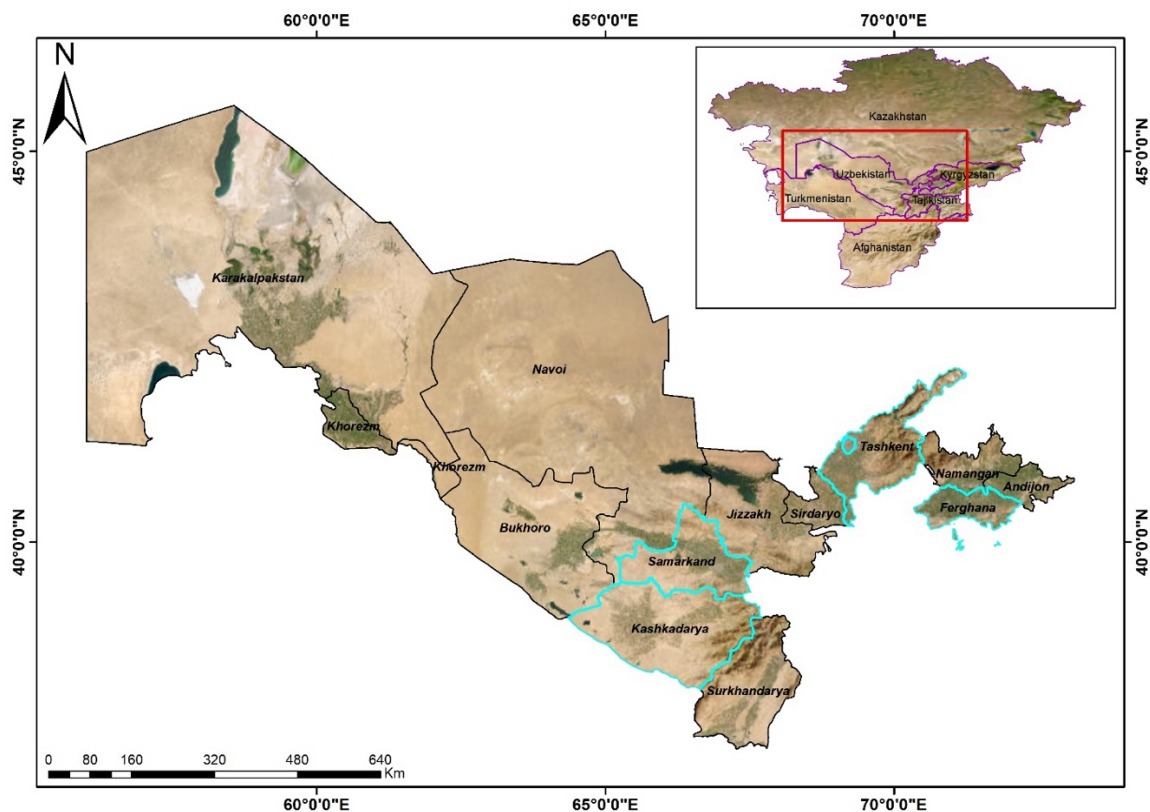 60°0'0"E 65°0'0"E 70°0'0"E
N
45°0'0"N
45°0'0"N
Kazakhstan
Uzbekistan
Kyrgyzstan
Turkmenistan
Tajikistan
Afghanistan
Karakalpakstan
Navoi
Khorezm
Tashkent
Khorezm
Namangan
Andijon
Ferghana
Bukhoro
Jizzakh
Sirdaryo
40°0'0"N
40°0'0"N
Samarkand
Kashkadarya
Surkhandarya
0 80 160 320 480 640
Km
60°0'0"E 65°0'0"E 70°0'0"E